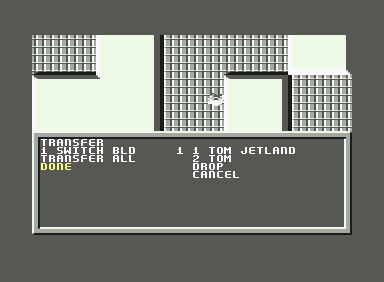 TRANSFER
1 SWITCH BLD 1 1 TOM JETLAND
TRANSFER ALL 2 TOM
DONE DROP
CANCEL